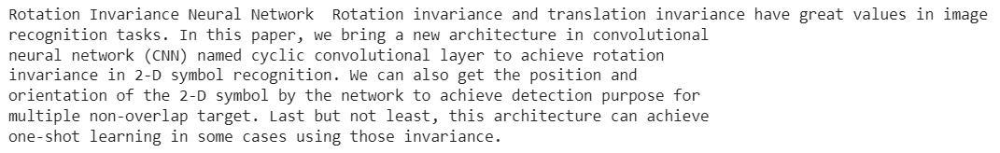 Rotation Invariance Neural Network  Rotation invariance and translation invariance have great values in image
recognition tasks. In this paper, we bring a new architecture in convolutional
neural network (CNN) named cyclic convolutional layer to achieve rotation
invariance in 2-D symbol recognition. We can also get the position and
orientation of the 2-D symbol by the network to achieve detection purpose for
multiple non-overlap target. Last but not least, this architecture can achieve
one-shot learning in some cases using those invariance.